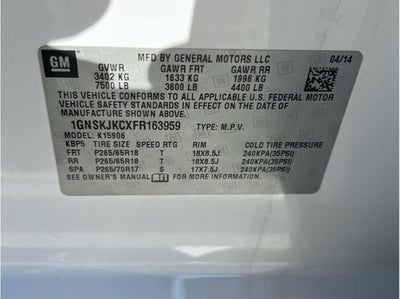 GM MFD BY GENERAL MOTORS LLC 04/14
GVWR GAWR FRT GAWR RR
3402 KG 1633 KG 1996 KG
7500 LB 3600 LB 4400 LB
THIS VEHICLE CONFORMS TO ALL APPLICABLE U.S. FEDERAL MOTOR
VEHICLE SAFETY STANDARDS IN EFFECT ON THE DATE OF
MANUFACTURE SHOWN ABOVE.
1GNSKJKCXFR163959 TYPE: M.P.V.
MODEL: K15906
KBP5 TIRE SIZE SPEED RTG RIM COLD TIRE PRESSURE
FRT P265/65R18 T 18X8.5J 240KPA(35PSI)
RR P265/65R18 T 18X8.5J 240KPA(35PSI)
SPA P265/70R17 S 17X7.5J 240KPA(35PSI)
SEE OWNER'S MANUAL FOR MORE INFORMATION.